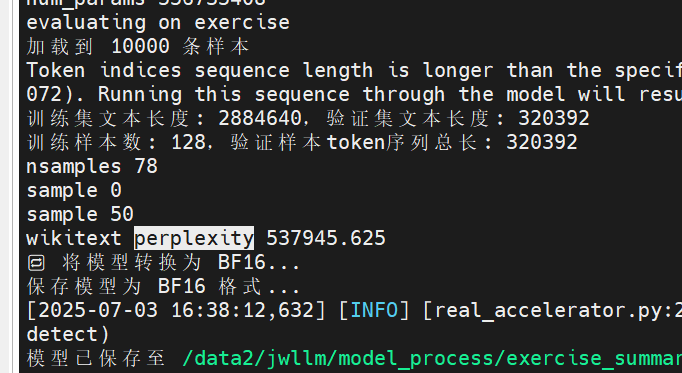 evaluating on exercise
加载到 10000 条样本
Token indices sequence length is longer than the specif
072). Running this sequence through the model will resu
训练集文本长度: 2884640, 验证集文本长度: 320392
训练样本数: 128, 验证样本token序列总长: 320392
nsamples 78
sample 0
sample 50
wikitext perplexity 537945.625
将模型转换为 BF16...
保存模型为 BF16 格式...
[2025-07-03 16:38:12,632] [INFO] [real_accelerator.py:2
detect)
模型已保存至 /data2/jwllm/model_process/exercise_summar